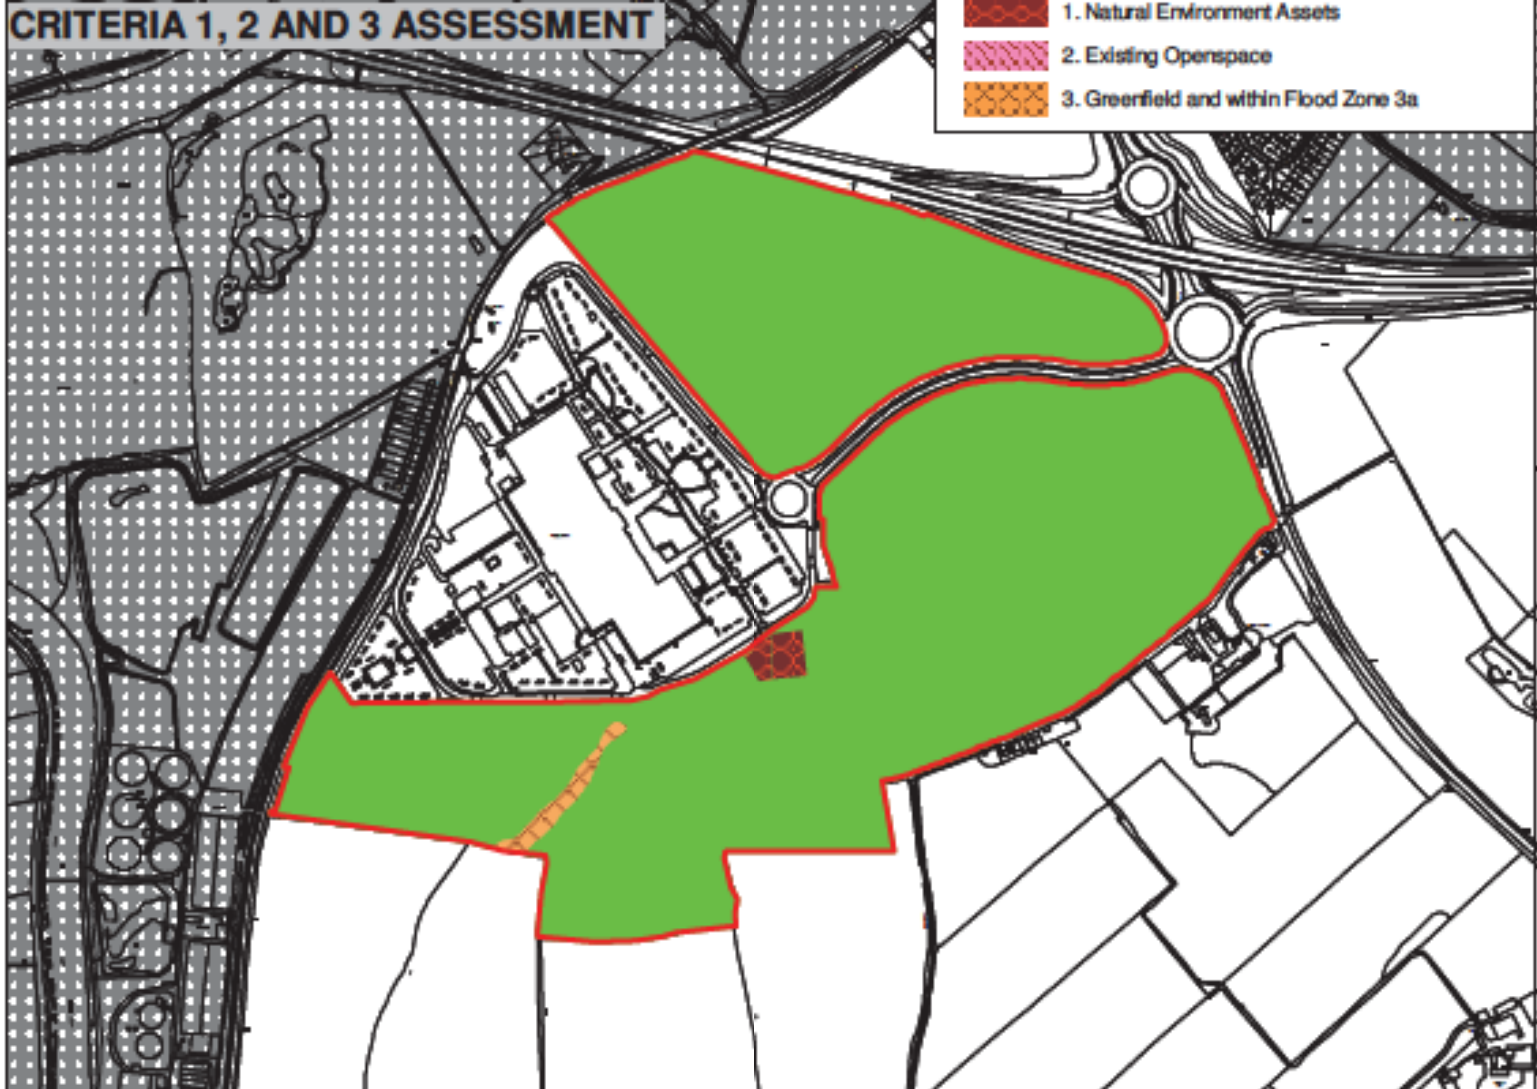 CRITERIA 1, 2 AND 3 ASSESSMENT
1. Natural Environment Assets
2. Existing Openspace
3. Greenfield and within Flood Zone 3a